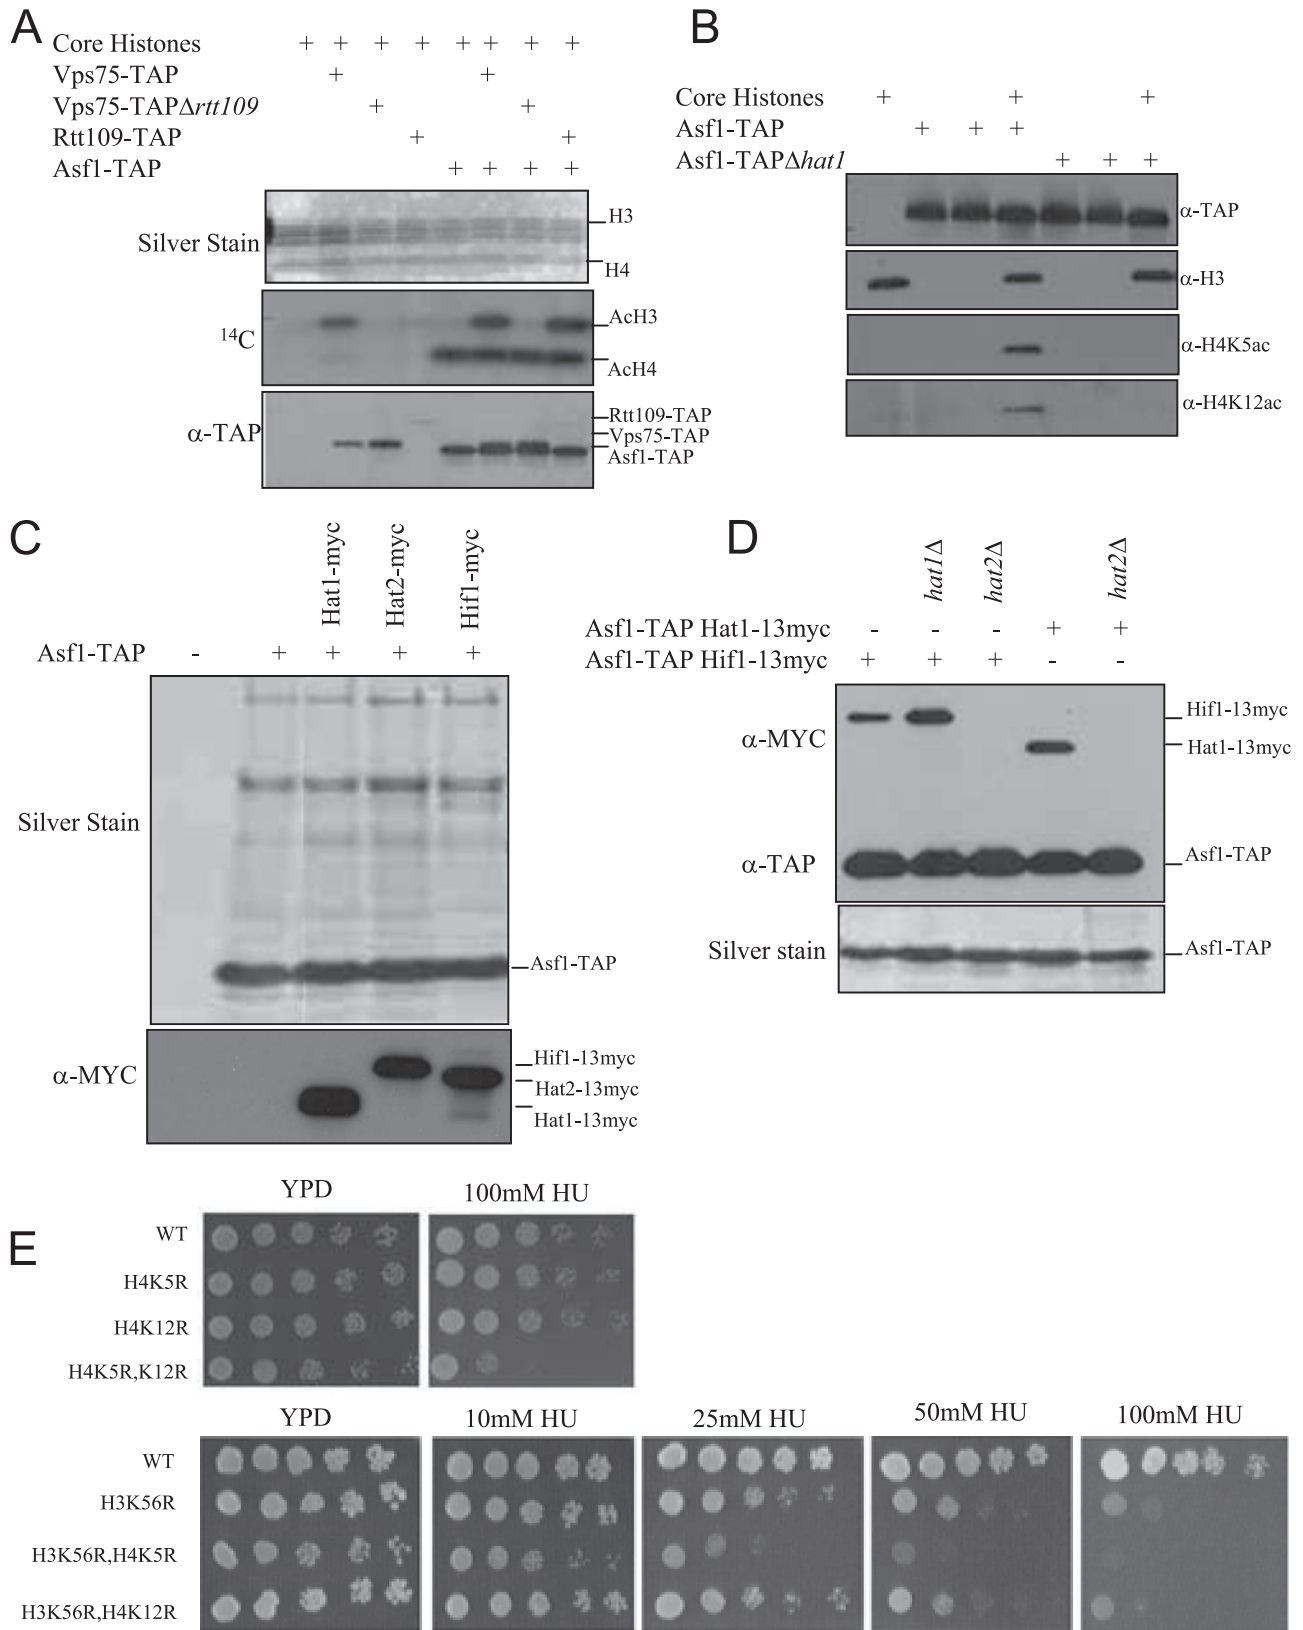 A
Core Histones + + + + + + + +
Vps75-TAP + +
Vps75-TAPΔrtt109 + +
Rtt109-TAP + +
Asf1-TAP + + + +
Silver Stain
H3
H4
14C
AcH3
AcH4
α-TAP
Rtt109-TAP
Vps75-TAP
Asf1-TAP
B
Core Histones + + +
Asf1-TAP + + +
Asf1-TAPΔhat1 + + +
α-TAP
α-H3
α-H4K5ac
α-H4K12ac
C
Hat1-myc
Hat2-myc
Hif1-myc
Asf1-TAP - + + + +
Silver Stain
Asf1-TAP
α-MYC
Hif1-13myc
Hat2-13myc
Hat1-13myc
D
hat1Δ
hat2Δ
hat2Δ
Asf1-TAP Hat1-13myc - - - + +
Asf1-TAP Hif1-13myc + + + - -
α-MYC
Hif1-13myc
Hat1-13myc
α-TAP
Asf1-TAP
Silver stain
Asf1-TAP
E
YPD 100mM HU
WT
H4K5R
H4K12R
H4K5R,K12R
YPD 10mM HU 25mM HU 50mM HU 100mM HU
WT
H3K56R
H3K56R,H4K5R
H3K56R,H4K12R